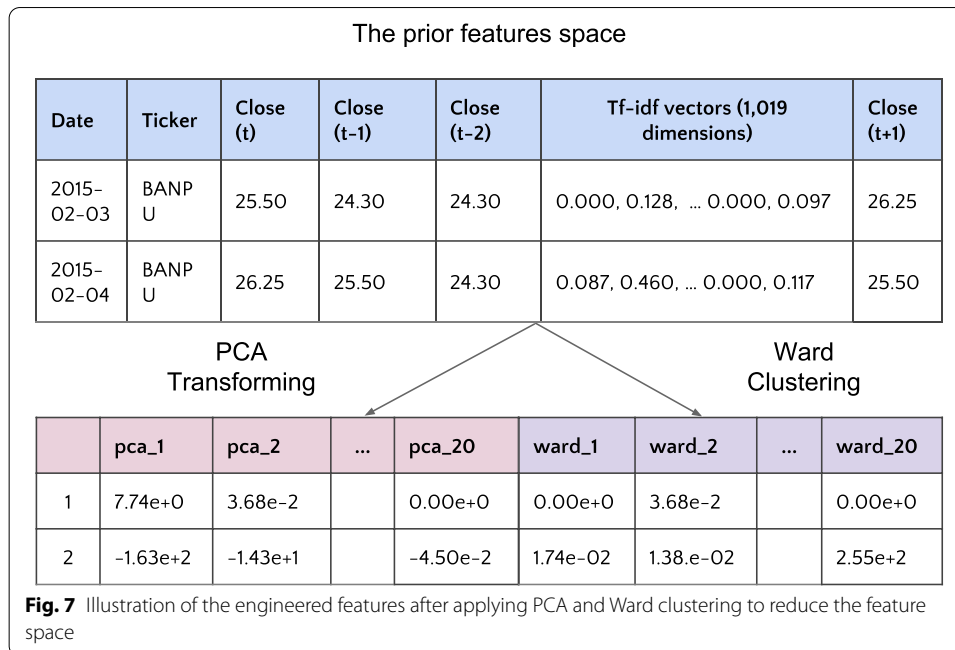 The prior features space
Date Ticker Close (t) Close (t-1) Close (t-2) Tf-idf vectors (1,019 dimensions) Close (t+1)
2015-02-03 BANPU 25.50 24.30 24.30 0.000, 0.128, ... 0.000, 0.097 26.25
2015-02-04 BANPU 26.25 25.50 24.30 0.087, 0.460, ... 0.000, 0.117 25.50
PCA
Transforming
Ward
Clustering
pca_1 pca_2 ... pca_20 ward_1 ward_2 ... ward_20
1 7.74e+0 3.68e-2 0.00e+0 0.00e+0 3.68e-2 0.00e+0
2 -1.63e+2 -1.43e+1 -4.50e-2 1.74e-02 1.38.e-02 2.55e+2
Fig. 7 Illustration of the engineered features after applying PCA and Ward clustering to reduce the feature
space